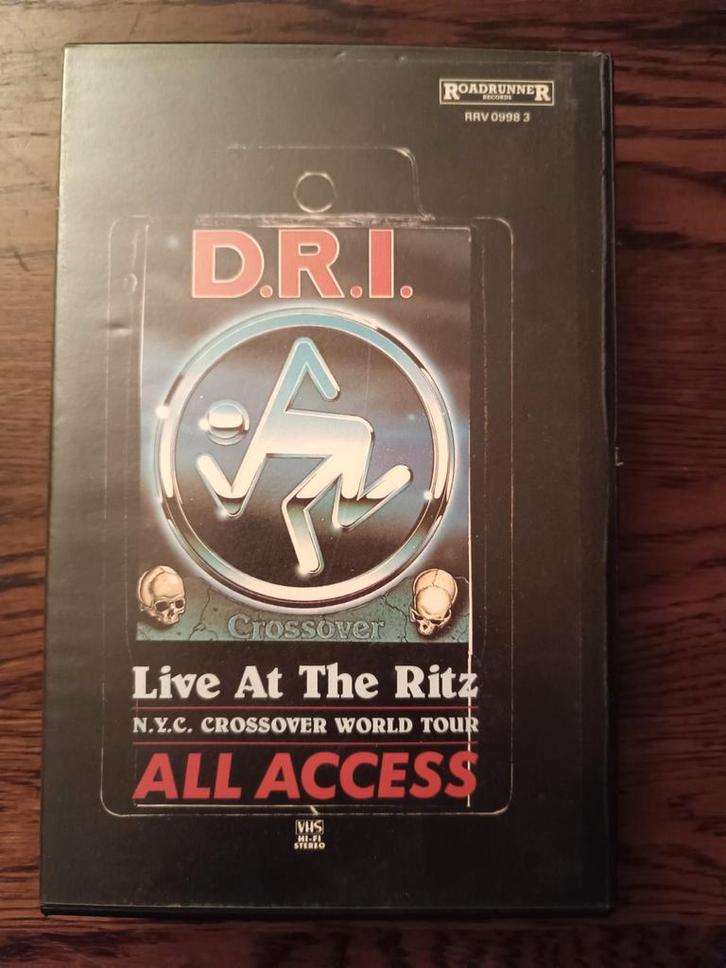 ROADRUNNER
RECORDS
RRV 0998 3
D.R.I.
Crossover
Live At The Ritz
N.Y.C. CROSSOVER WORLD TOUR
ALL ACCESS
VHS
HI-FI
STEREO